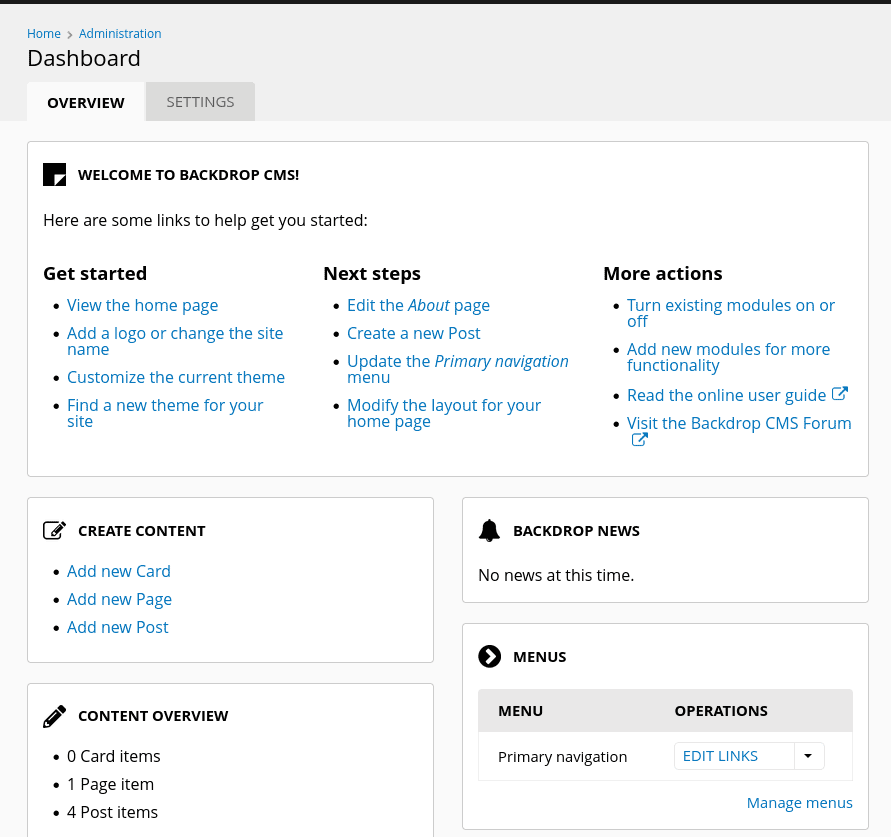 Home > Administration
Dashboard
OVERVIEW SETTINGS
WELCOME TO BACKDROP CMS!
Here are some links to help get you started:
Get started
View the home page
Add a logo or change the site
name
Customize the current theme
Find a new theme for your
site
Next steps
Edit the About page
Create a new Post
Update the Primary navigation
menu
Modify the layout for your
home page
More actions
Turn existing modules on or
off
Add new modules for more
functionality
Read the online user guide
Visit the Backdrop CMS Forum
CREATE CONTENT
Add new Card
Add new Page
Add new Post
CONTENT OVERVIEW
0 Card items
1 Page item
4 Post items
BACKDROP NEWS
No news at this time.
MENUS
MENU OPERATIONS
Primary navigation EDIT LINKS
Manage menus